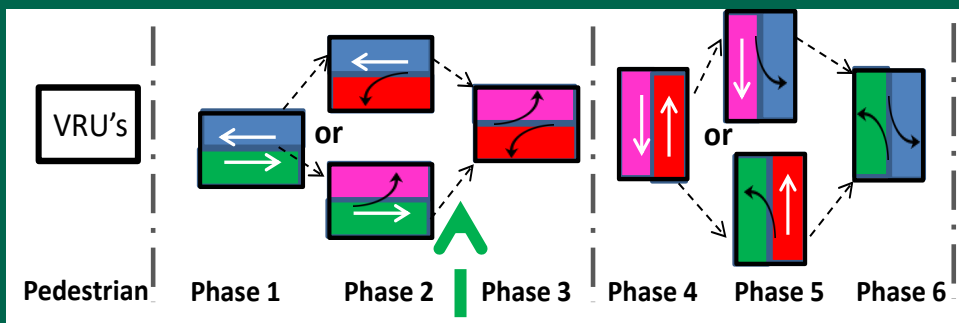 VRU's
or
or
Pedestrian
Phase 1
Phase 2
Phase 3
Phase 4
Phase 5
Phase 6